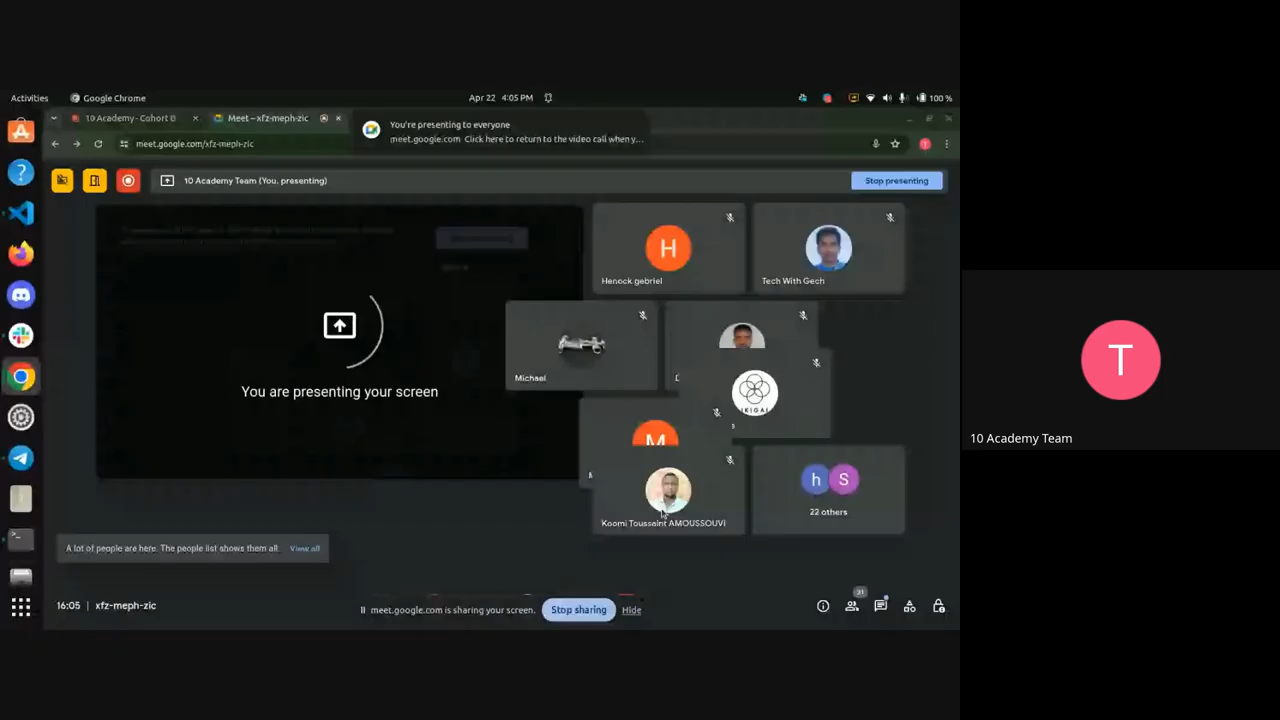 Activities
Google Chrome
Apr 22 4:05 PM
100 %
10 Academy - Cohort B
Meet – xfz-meph-zic
You're presenting to everyone
meet.google.com Click here to return to the video call when y...
meet.google.com/xfz-meph-zic
T
10 Academy Team (You, presenting)
Stop presenting
H
Henock gebriel
Tech With Gech
You are presenting your screen
Michael
IKIGAI
M
Koomi Toussaint AMOUSSOUVI
h S
22 others
A lot of people are here. The people list shows them all.
View all
16:05 | xfz-meph-zic
meet.google.com is sharing your screen.
Stop sharing
Hide
31
T
10 Academy Team